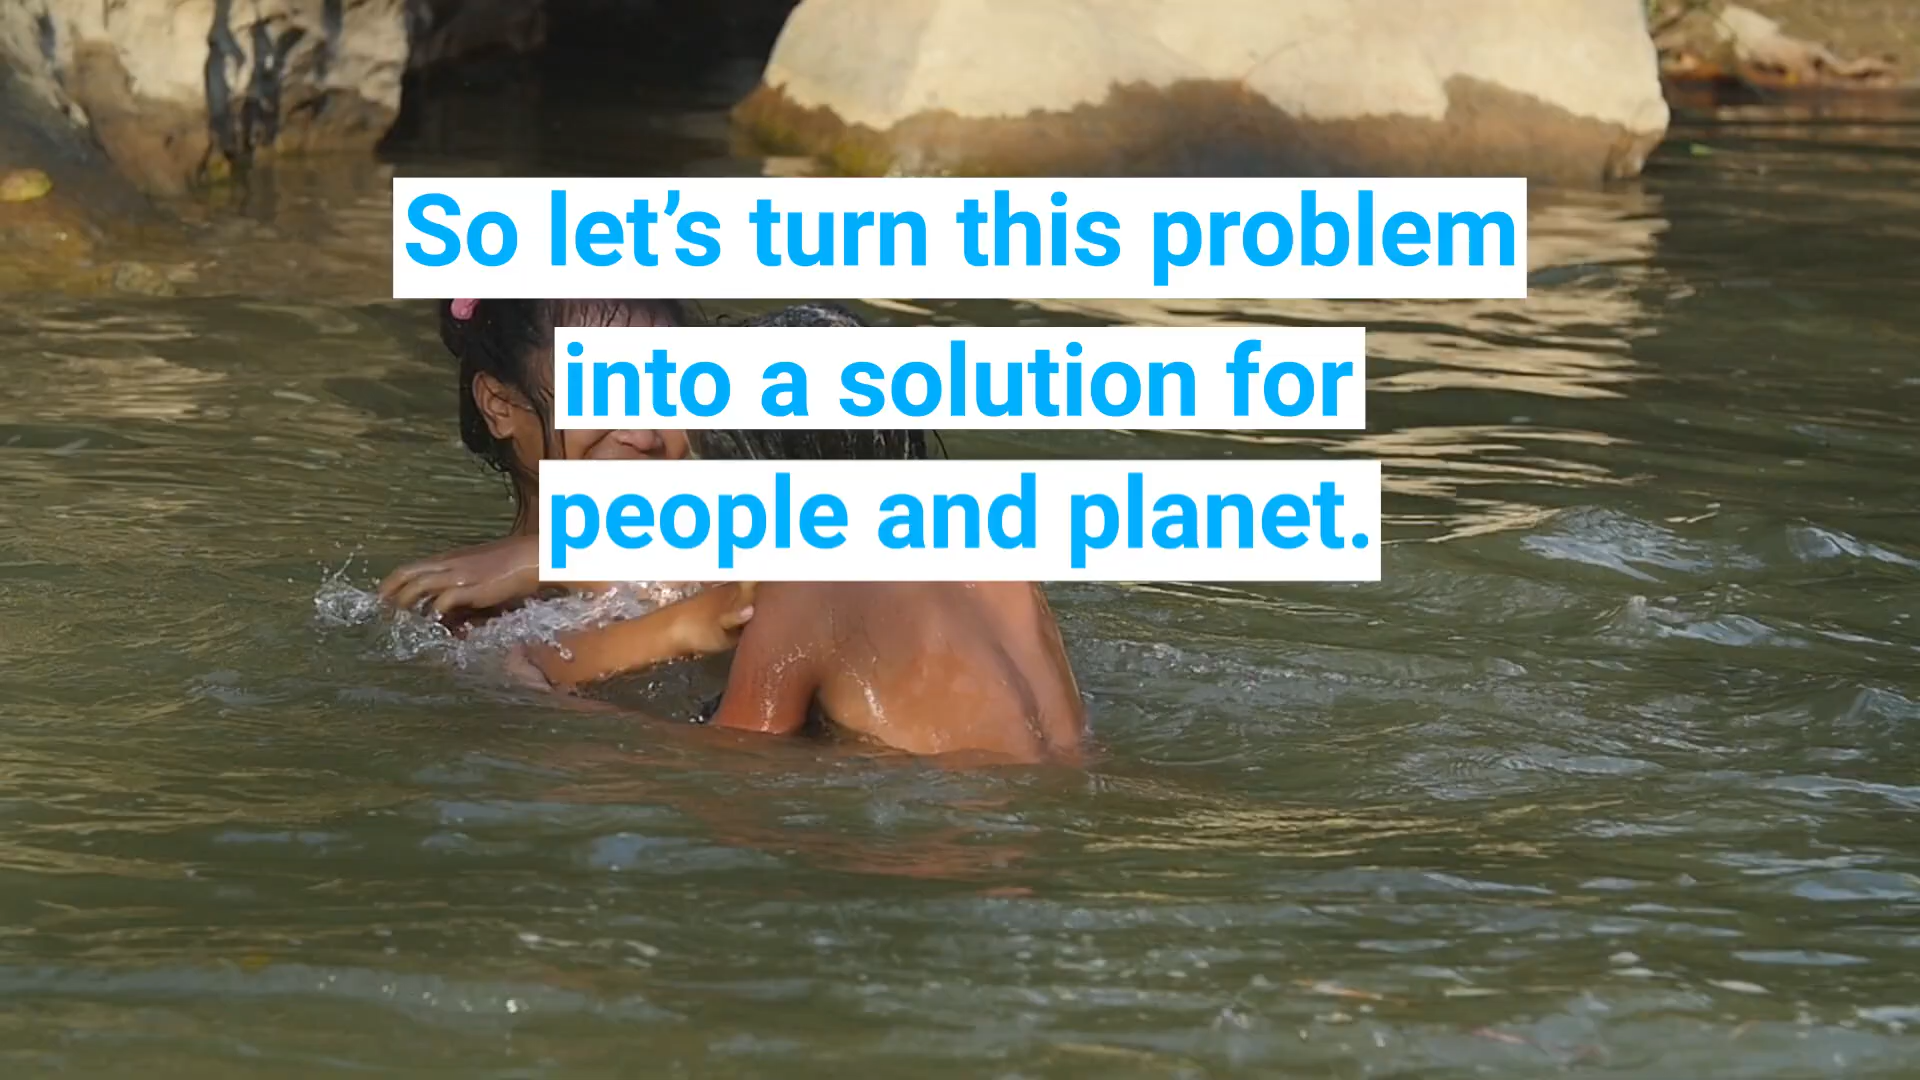 So let’s turn this problem
into a solution for
people and planet.